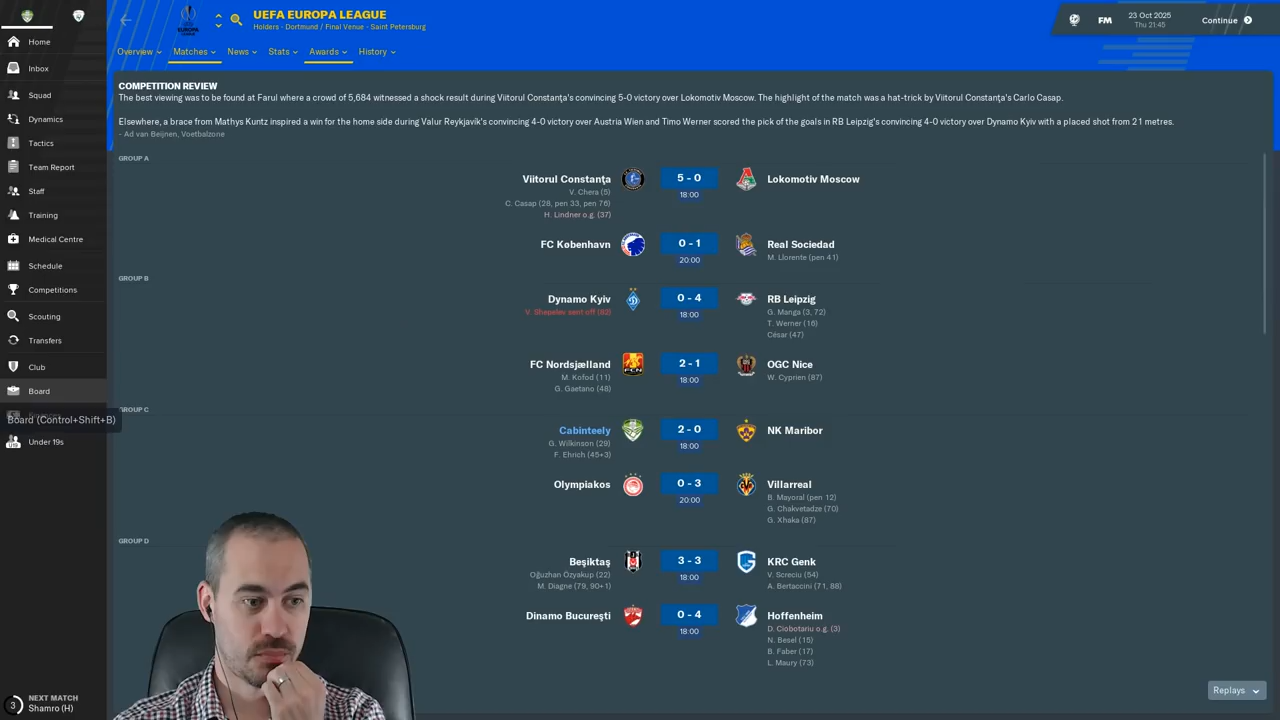 UEFA EUROPA LEAGUE
Holders - Dortmund / Final Venue - Saint Petersburg
FM
23 Oct 2025
Thu 21:45
Continue
Overview
Matches
News
Stats
Awards
History
Home
Inbox
Squad
Dynamics
Tactics
Team Report
Staff
Training
Medical Centre
Schedule
Competitions
Scouting
Transfers
Club
Board
Board (Control+Shift+B)
Under 19s
3
NEXT MATCH
Shamro (H)
COMPETITION REVIEW
The best viewing was to be found at Farul where a crowd of 5,684 witnessed a shock result during Viitorul Constanţa's convincing 5-0 victory over Lokomotiv Moscow. The highlight of the match was a hat-trick by Viitorul Constanţa's Carlo Casap.
Elsewhere, a brace from Mathys Kuntz inspired a win for the home side during Valur Reykjavík's convincing 4-0 victory over Austria Wien and Timo Werner scored the pick of the goals in RB Leipzig's convincing 4-0 victory over Dynamo Kyiv with a placed shot from 21 metres.
- Ad van Beijnen, Voetbalzone
GROUP A
Viitorul Constanţa 5 - 0 Lokomotiv Moscow
V. Chera (5) 18:00
C. Casap (28, pen 33, pen 76)
H. Lindner o.g. (37)
FC København 0 - 1 Real Sociedad
20:00 M. Llorente (pen 41)
GROUP B
Dynamo Kyiv 0 - 4 RB Leipzig
V. Shepelev sent off (62) 18:00 G. Manga (3, 72)
T. Werner (16)
César (47)
FC Nordsjælland 2 - 1 OGC Nice
M. Kofod (11) 18:00 W. Cyprien (87)
G. Gaetano (48)
GROUP C
Cabinteely 2 - 0 NK Maribor
G. Wilkinson (29) 18:00
F. Ehrich (45+3)
Olympiakos 0 - 3 Villarreal
20:00 B. Mayoral (pen 12)
G. Chakvetadze (70)
G. Xhaka (87)
GROUP D
Beşiktaş 3 - 3 KRC Genk
Oğuzhan Özyakup (22) 18:00 V. Screciu (54)
M. Diagne (79, 90+1) A. Bertaccini (71, 88)
Dinamo Bucureşti 0 - 4 Hoffenheim
18:00 D. Ciobotariu o.g. (3)
N. Besel (15)
B. Faber (17)
L. Maury (73)
Replays